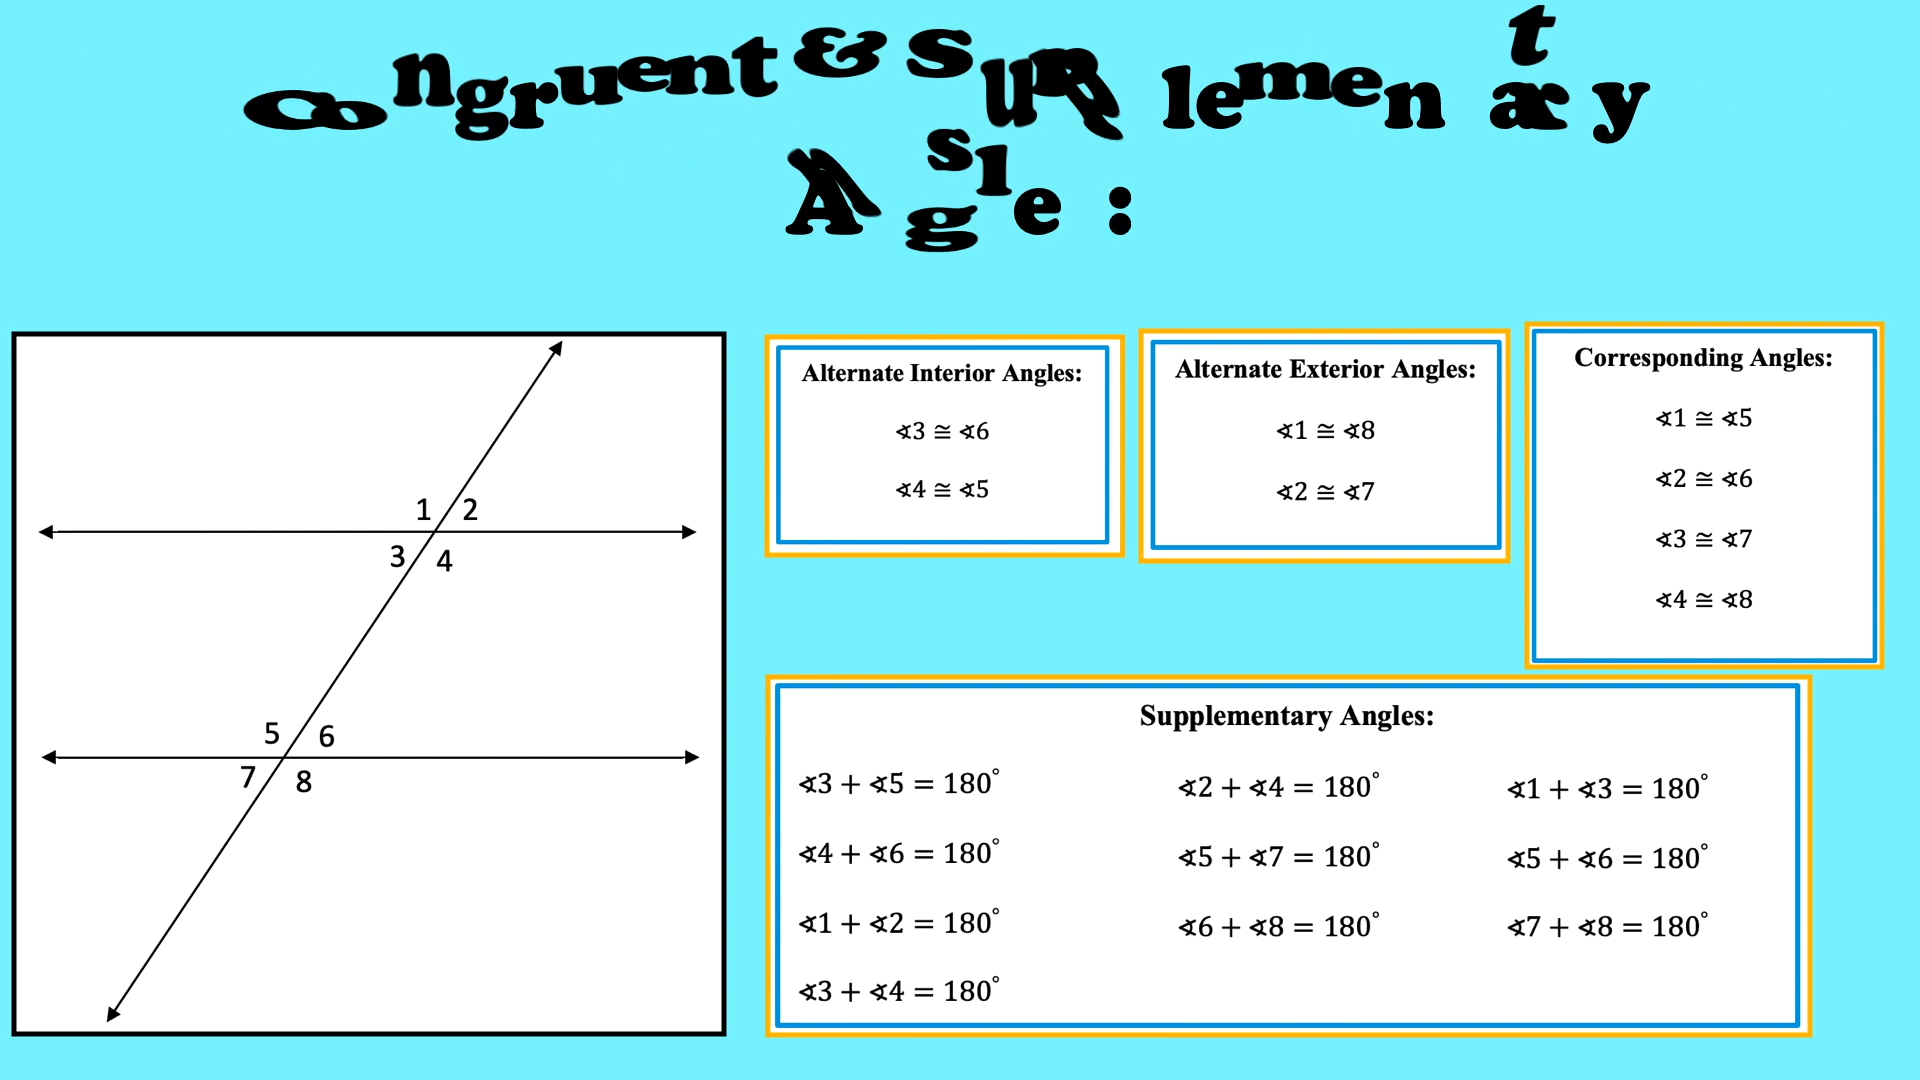 Congruent & Supplementary
Angles:
1 2
3 4
5 6
7 8
Alternate Interior Angles:
∢3 ≅ ∢6
∢4 ≅ ∢5
Alternate Exterior Angles:
∢1 ≅ ∢8
∢2 ≅ ∢7
Corresponding Angles:
∢1 ≅ ∢5
∢2 ≅ ∢6
∢3 ≅ ∢7
∢4 ≅ ∢8
Supplementary Angles:
∢3 + ∢5 = 180°
∢4 + ∢6 = 180°
∢1 + ∢2 = 180°
∢3 + ∢4 = 180°
∢2 + ∢4 = 180°
∢5 + ∢7 = 180°
∢6 + ∢8 = 180°
∢1 + ∢3 = 180°
∢5 + ∢6 = 180°
∢7 + ∢8 = 180°